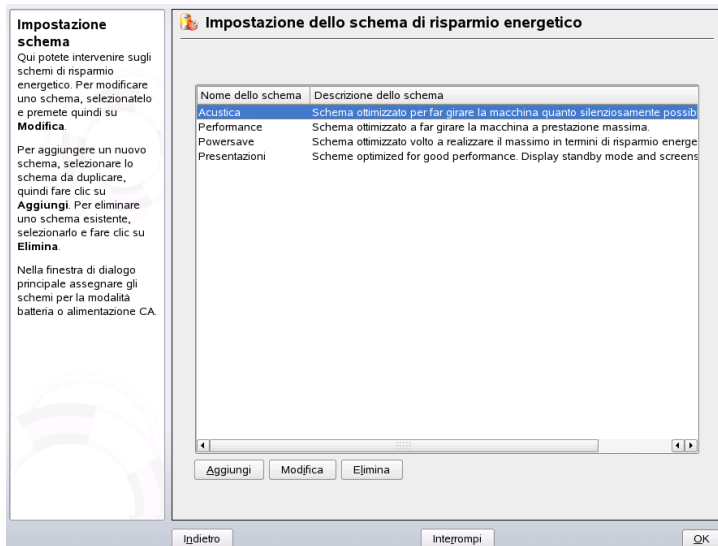 Impostazione
schema
Qui potete intervenire sugli
schemi di risparmio
energetico. Per modificare
uno schema, selezionatelo
e premete quindi su
Modifica.
Per aggiungere un nuovo
schema, selezionare lo
schema da duplicare,
quindi fare clic su
Aggiungi. Per eliminare
uno schema esistente,
selezionarlo e fare clic su
Elimina.
Nella finestra di dialogo
principale assegnare gli
schemi per la modalità
batteria o alimentazione CA.
Impostazione dello schema di risparmio energetico
Nome dello schema Descrizione dello schema
Acustica Schema ottimizzato per far girare la macchina quanto silenziosamente possib
Performance Schema ottimizzato a far girare la macchina a prestazione massima.
Powersave Schema ottimizzato volto a realizzare il massimo in termini di risparmio energe
Presentazioni Scheme optimized for good performance. Display standby mode and screens
Aggiungi Modifica Elimina
Indietro Interrompi OK